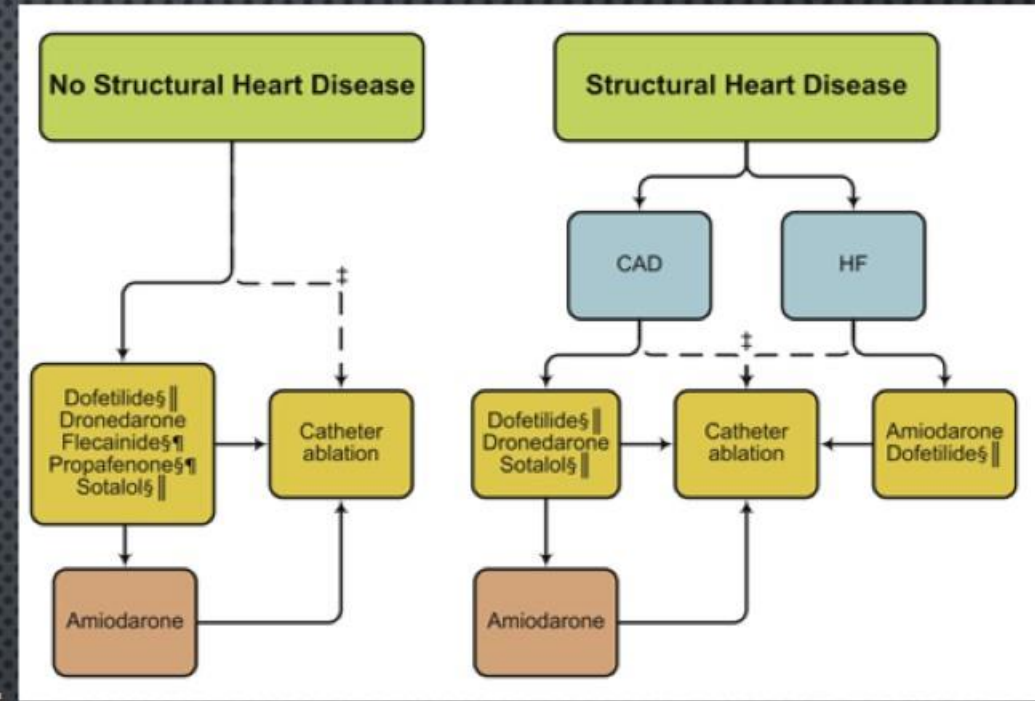 No Structural Heart Disease
‡
Dofetilide§‖
Dronedarone
Flecainide§¶
Propafenone§¶
Sotalol§‖
Catheter
ablation
Amiodarone
Structural Heart Disease
CAD
HF
‡
Dofetilide§‖
Dronedarone
Sotalol§‖
Catheter
ablation
Amiodarone
Dofetilide§‖
Amiodarone